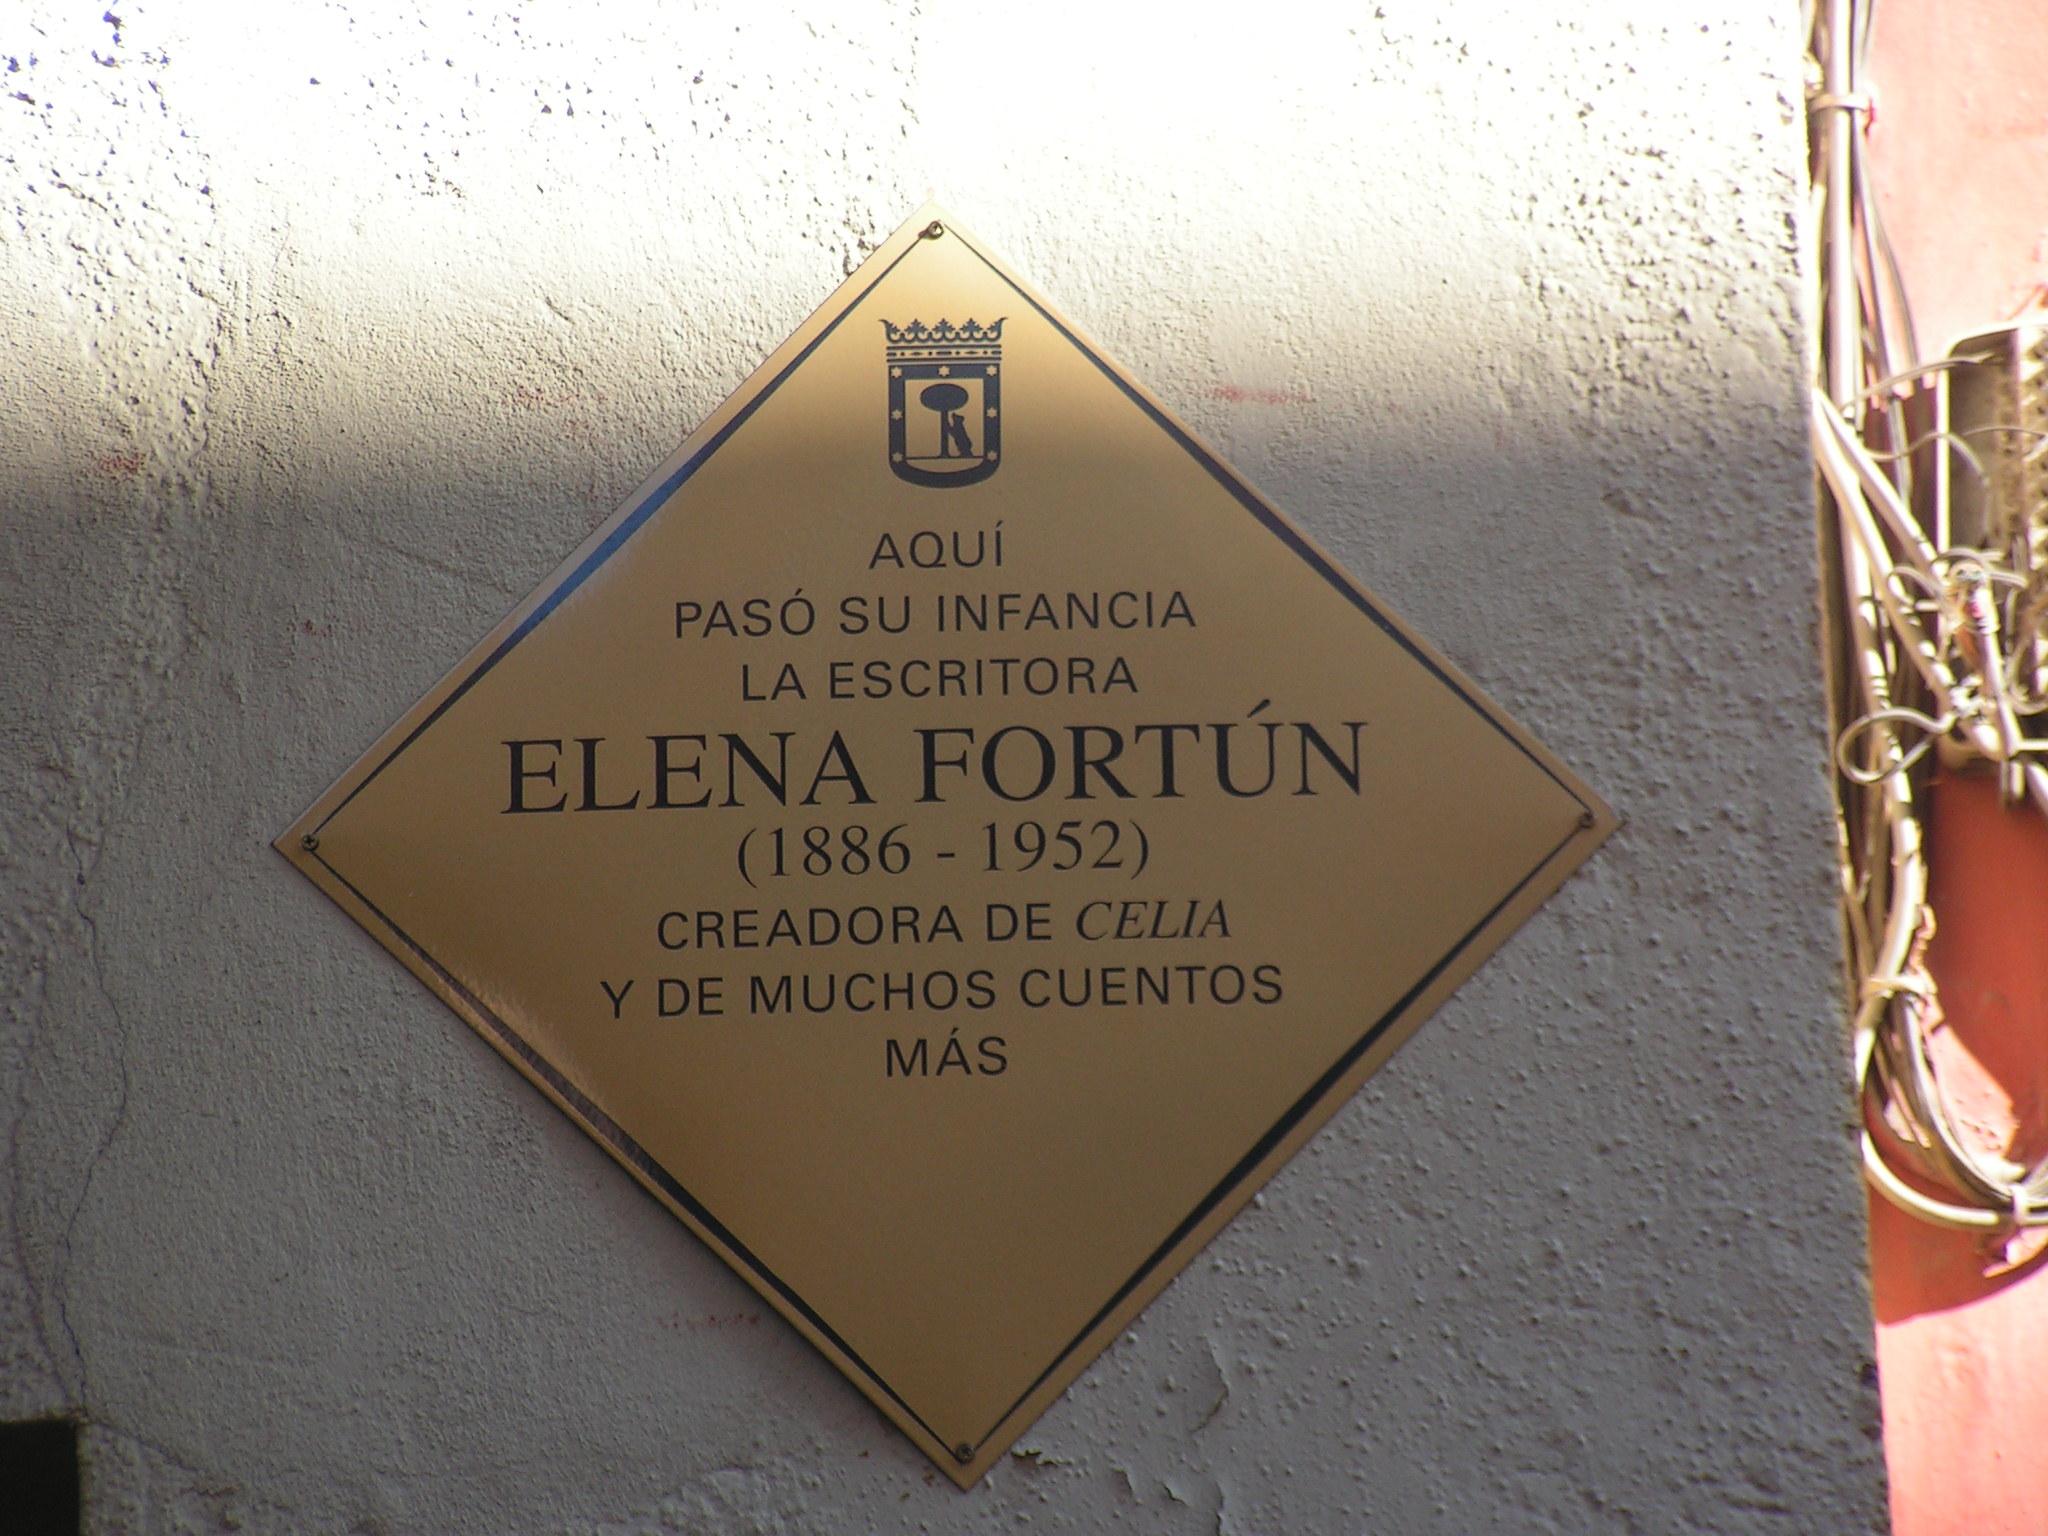 AQUÍ
PASÓ SU INFANCIA
LA ESCRITORA
ELENA FORTÚN
(1886 - 1952)
CREADORA DE CELIA
Y DE MUCHOS CUENTOS
MÁS